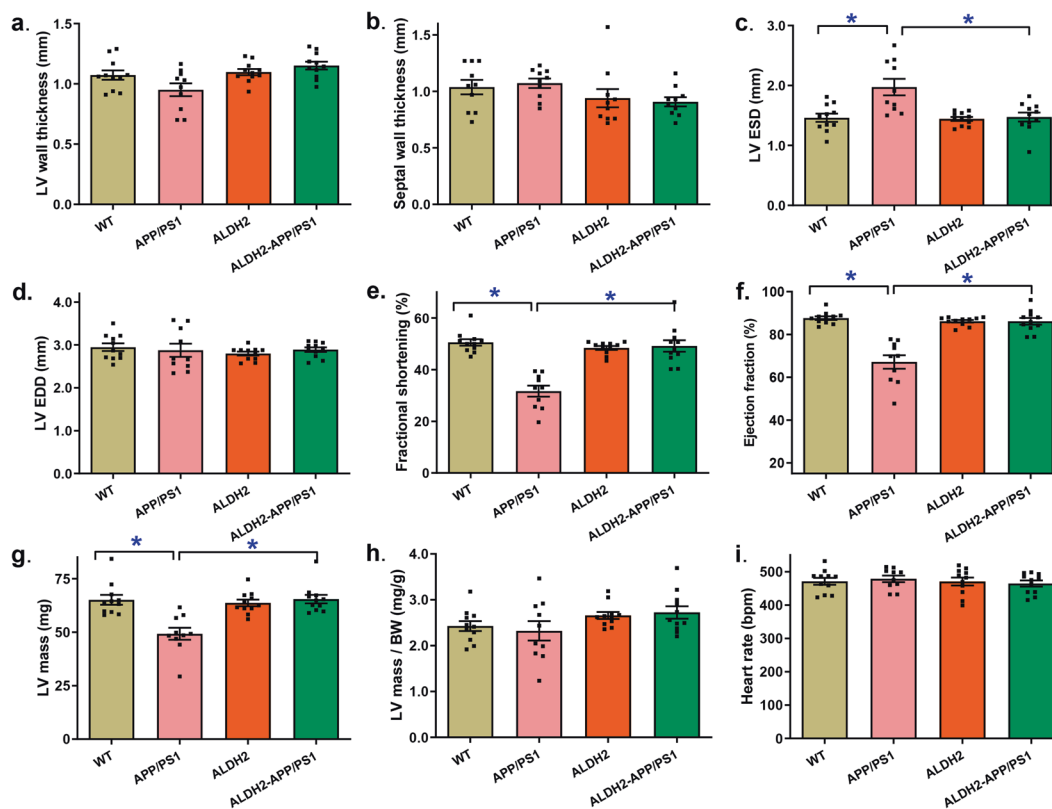 a.
LV wall thickness (mm)
1.5
1.0
0.5
0.0
WT
APP/PS1
ALDH2
ALDH2-APP/PS1
b.
Septal wall thickness (mm)
1.5
1.0
0.5
0.0
WT
APP/PS1
ALDH2
ALDH2-APP/PS1
c.
* *
LV ESD (mm)
3.0
2.0
1.0
0.0
WT
APP/PS1
ALDH2
ALDH2-APP/PS1
d.
LV EDD (mm)
4.0
3.0
2.0
1.0
0.0
WT
APP/PS1
ALDH2
ALDH2-APP/PS1
e.
* *
Fractional shortening (%)
60
40
20
0
WT
APP/PS1
ALDH2
ALDH2-APP/PS1
f.
* *
Ejection fraction (%)
100
80
60
40
20
WT
APP/PS1
ALDH2
ALDH2-APP/PS1
g.
* *
LV mass (mg)
75
50
25
0
WT
APP/PS1
ALDH2
ALDH2-APP/PS1
h.
LV mass / BW (mg/g)
4.0
3.0
2.0
1.0
0.0
WT
APP/PS1
ALDH2
ALDH2-APP/PS1
i.
Heart rate (bpm)
500
400
300
200
100
0
WT
APP/PS1
ALDH2
ALDH2-APP/PS1